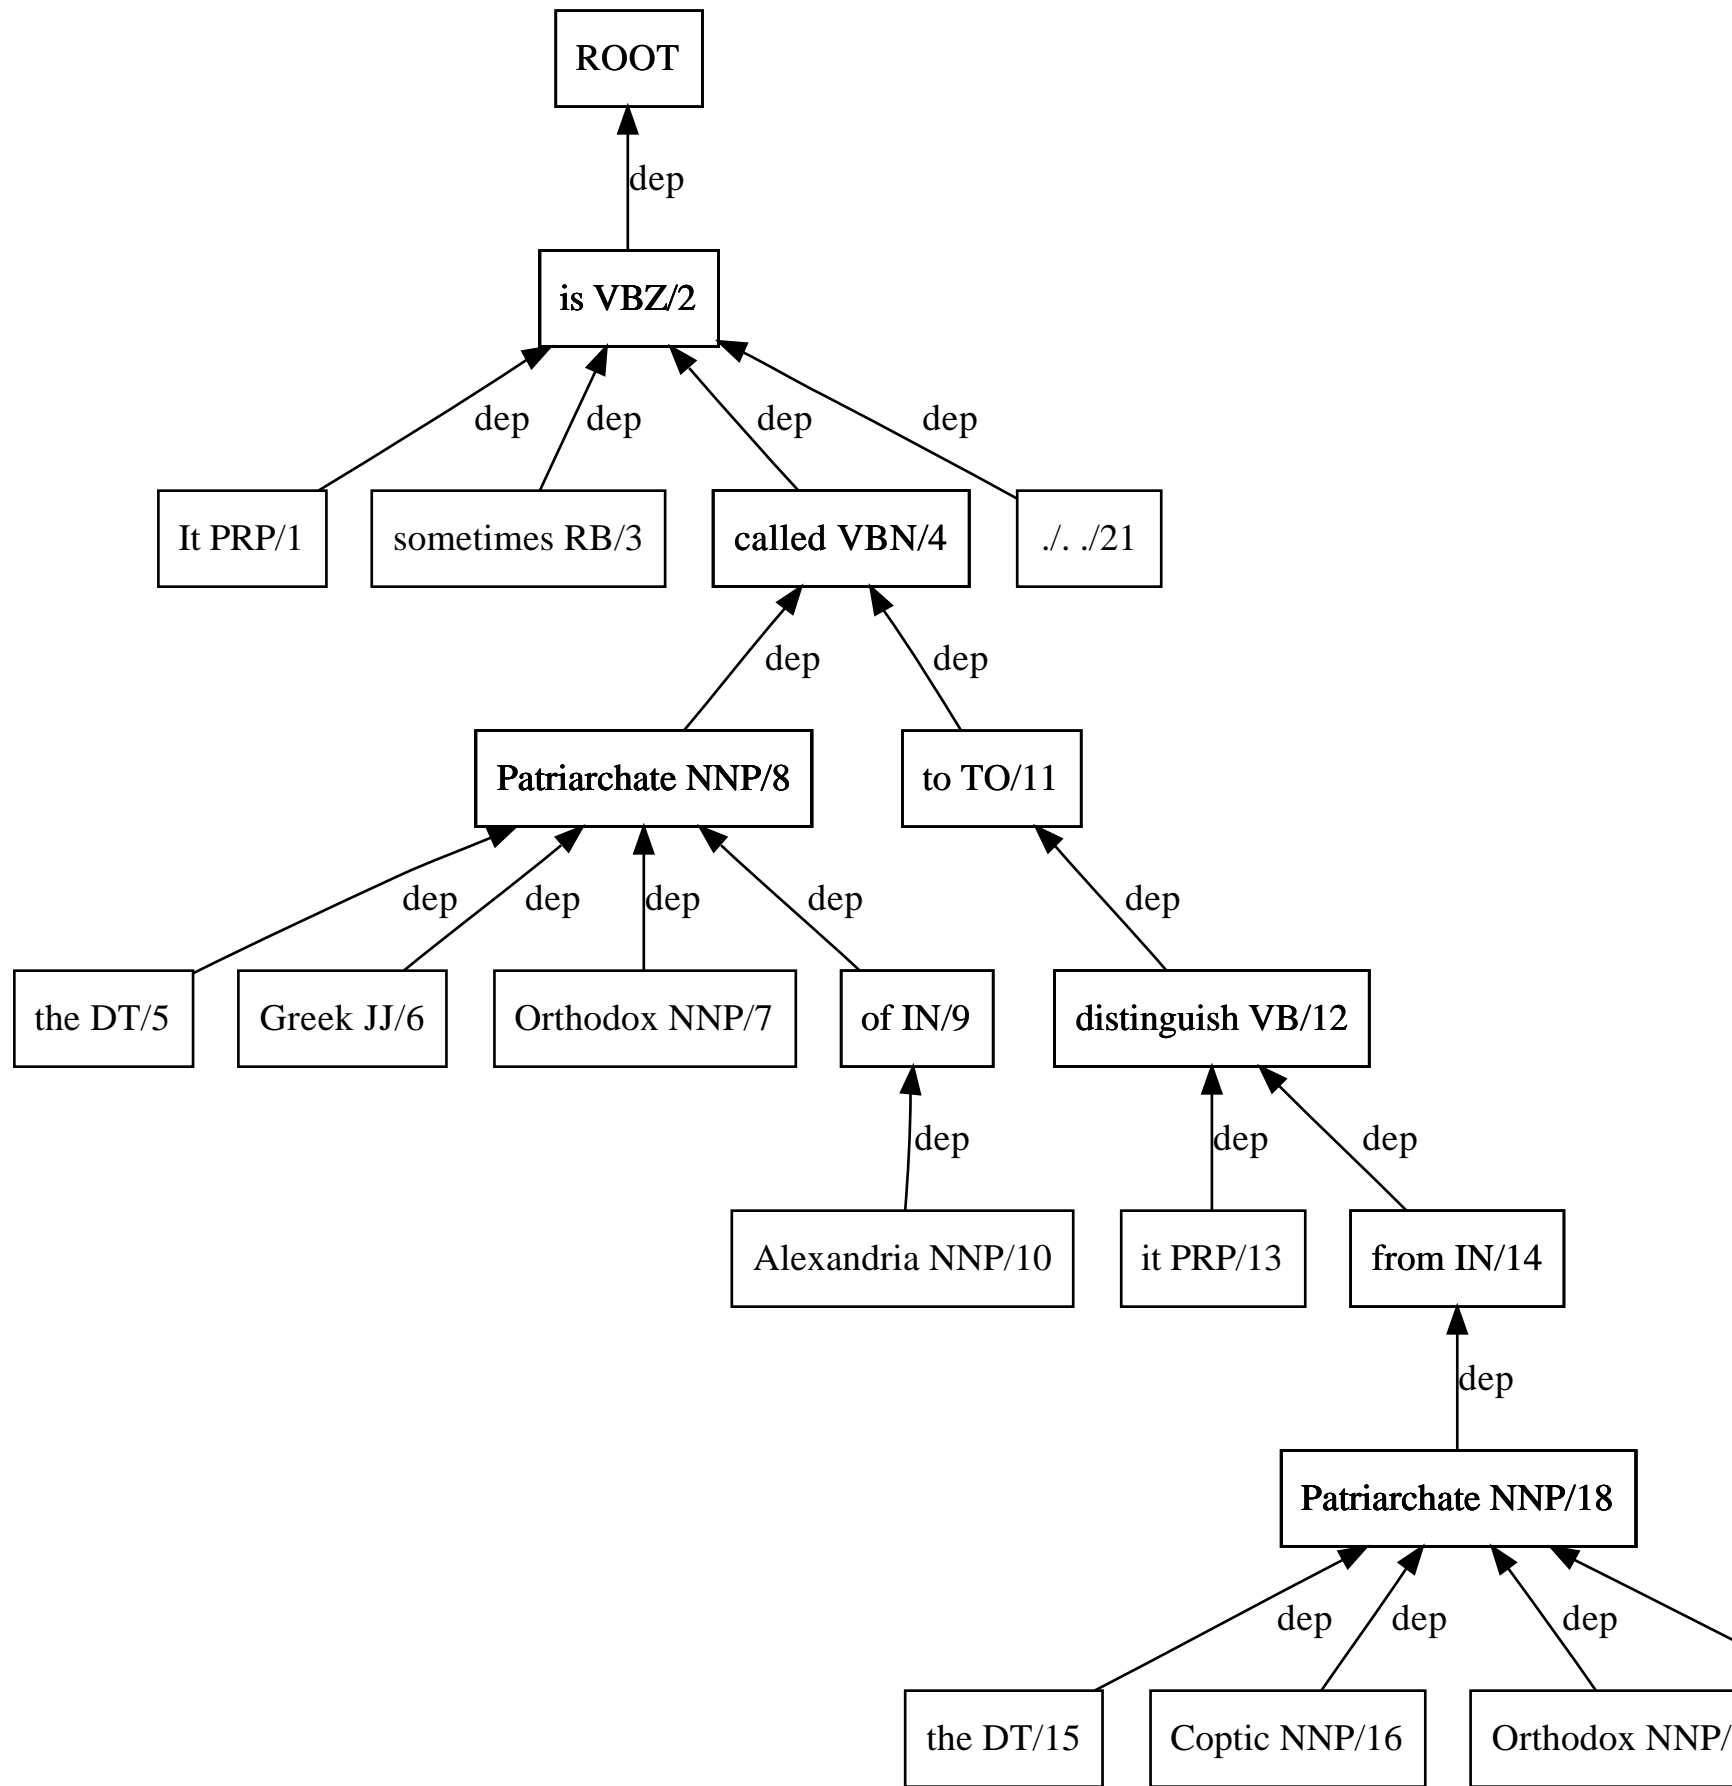 ROOT
dep
is VBZ/2
dep dep dep dep
It PRP/1 sometimes RB/3 called VBN/4 ./. ./21
dep dep
Patriarchate NNP/8 to TO/11
dep dep dep dep dep
the DT/5 Greek JJ/6 Orthodox NNP/7 of IN/9 distinguish VB/12
dep dep dep
Alexandria NNP/10 it PRP/13 from IN/14
dep
Patriarchate NNP/18
dep dep dep
the DT/15 Coptic NNP/16 Orthodox NNP/